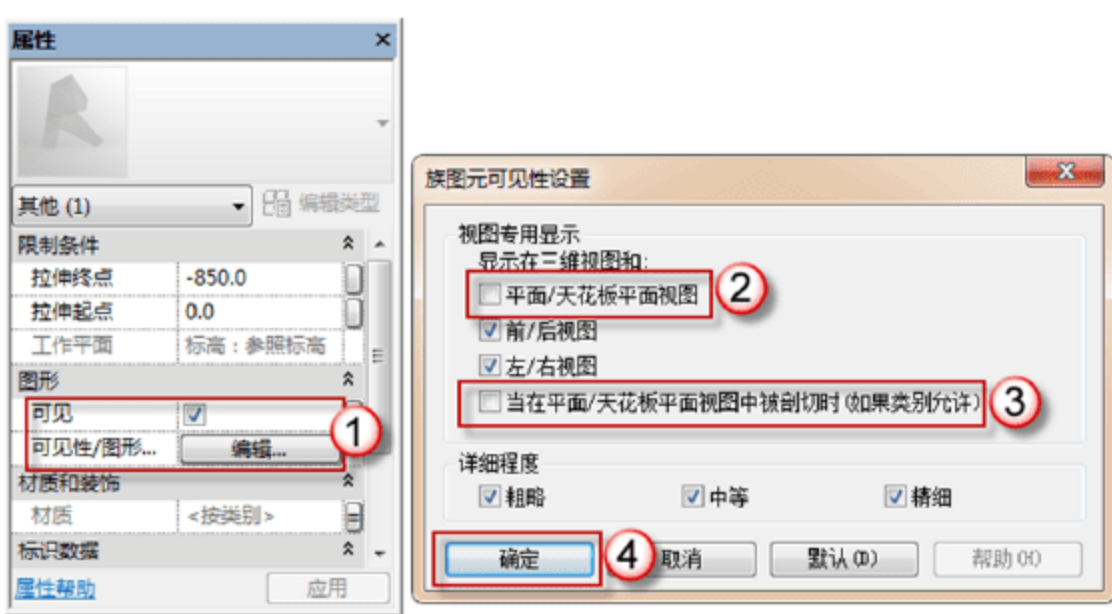 属性
其他 (1)
编辑类型
限制条件
拉伸终点 -850.0
拉伸起点 0.0
工作平面 标高：参照标高
图形
可见
可见性/图形... 编辑...
1
材质和装饰
材质 <按类别>
标识数据
属性帮助 应用
族图元可见性设置
视图专用显示
显示在三维视图和:
平面/天花板平面视图
2
前/后视图
左/右视图
当在平面/天花板平面视图中被剖切时(如果类别允许)
3
详细程度
粗略 中等 精细
确定 4 取消 默认(D) 帮助(H)